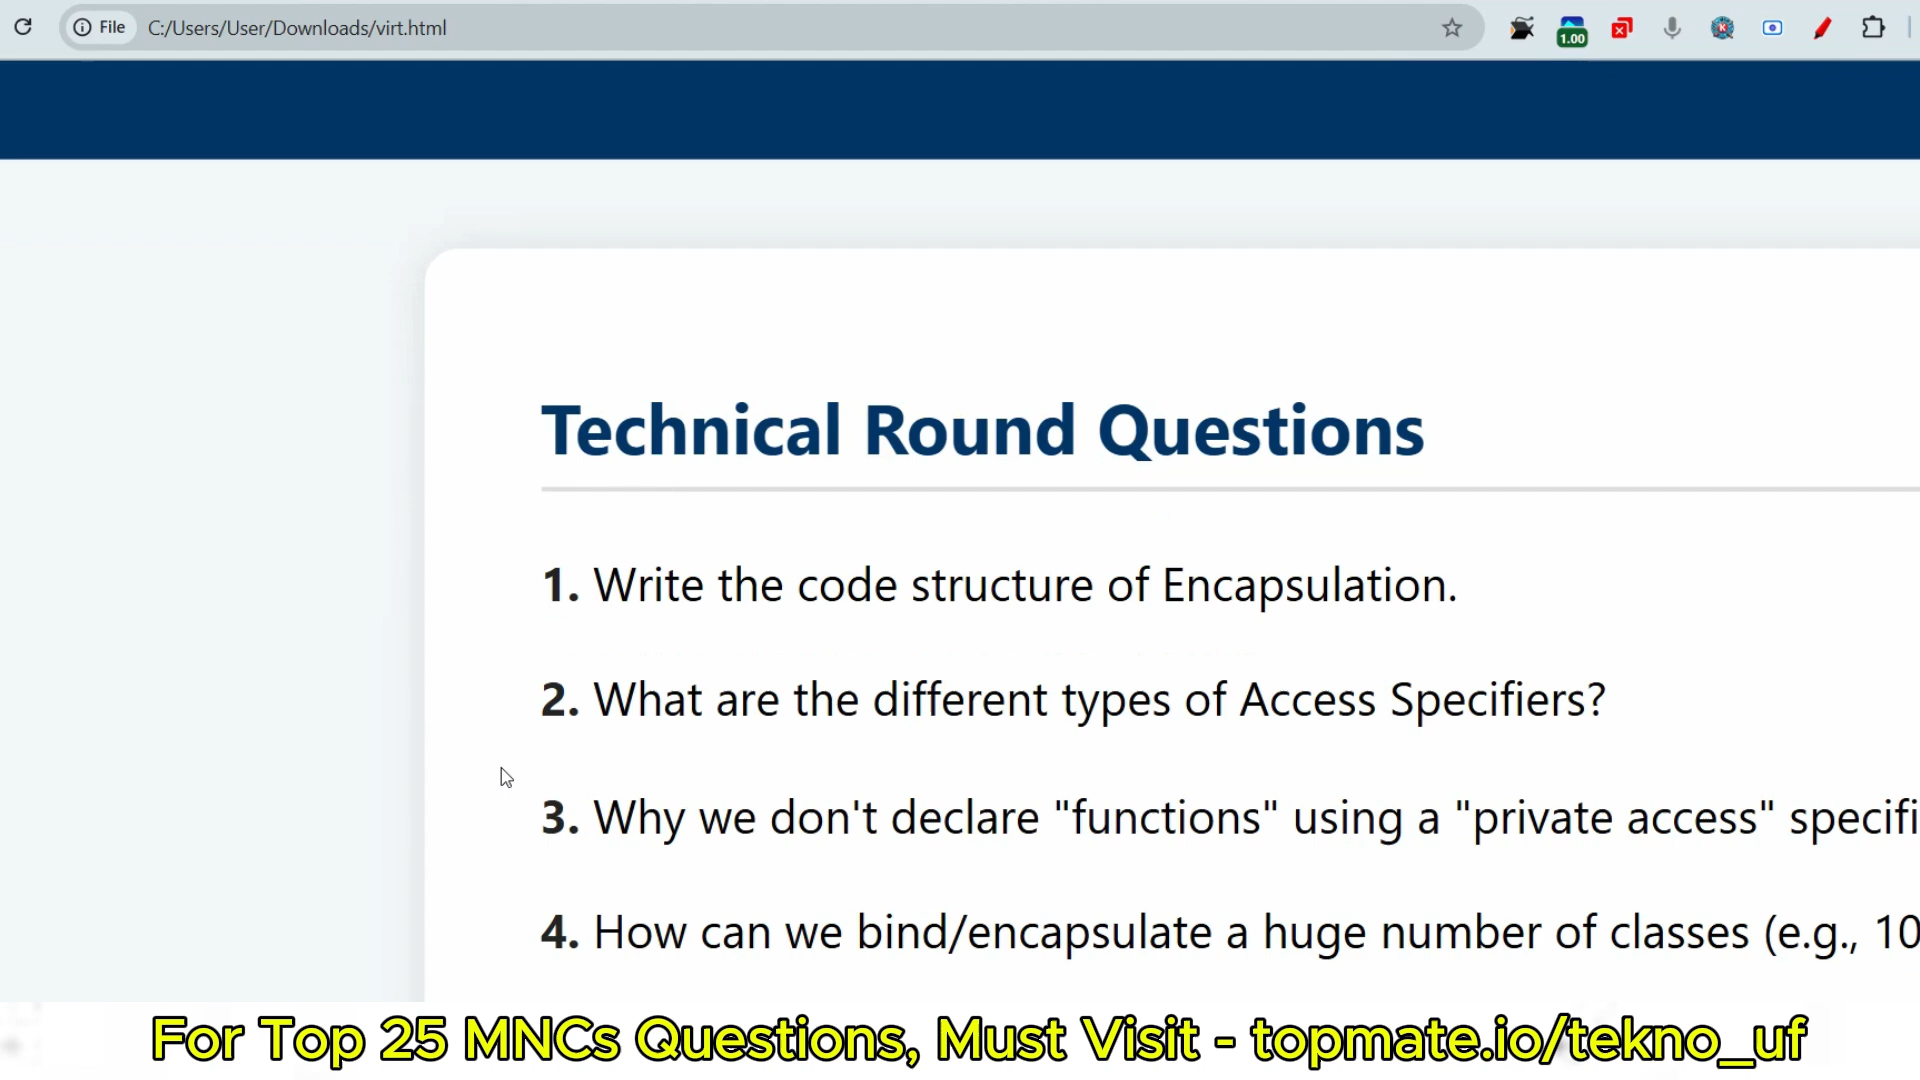 File C:/Users/User/Downloads/virt.html
1.00
Technical Round Questions
1. Write the code structure of Encapsulation.
2. What are the different types of Access Specifiers?
3. Why we don't declare "functions" using a "private access" specifi
4. How can we bind/encapsulate a huge number of classes (e.g., 10
For Top 25 MNCs Questions, Must Visit - topmate.io/tekno_uf